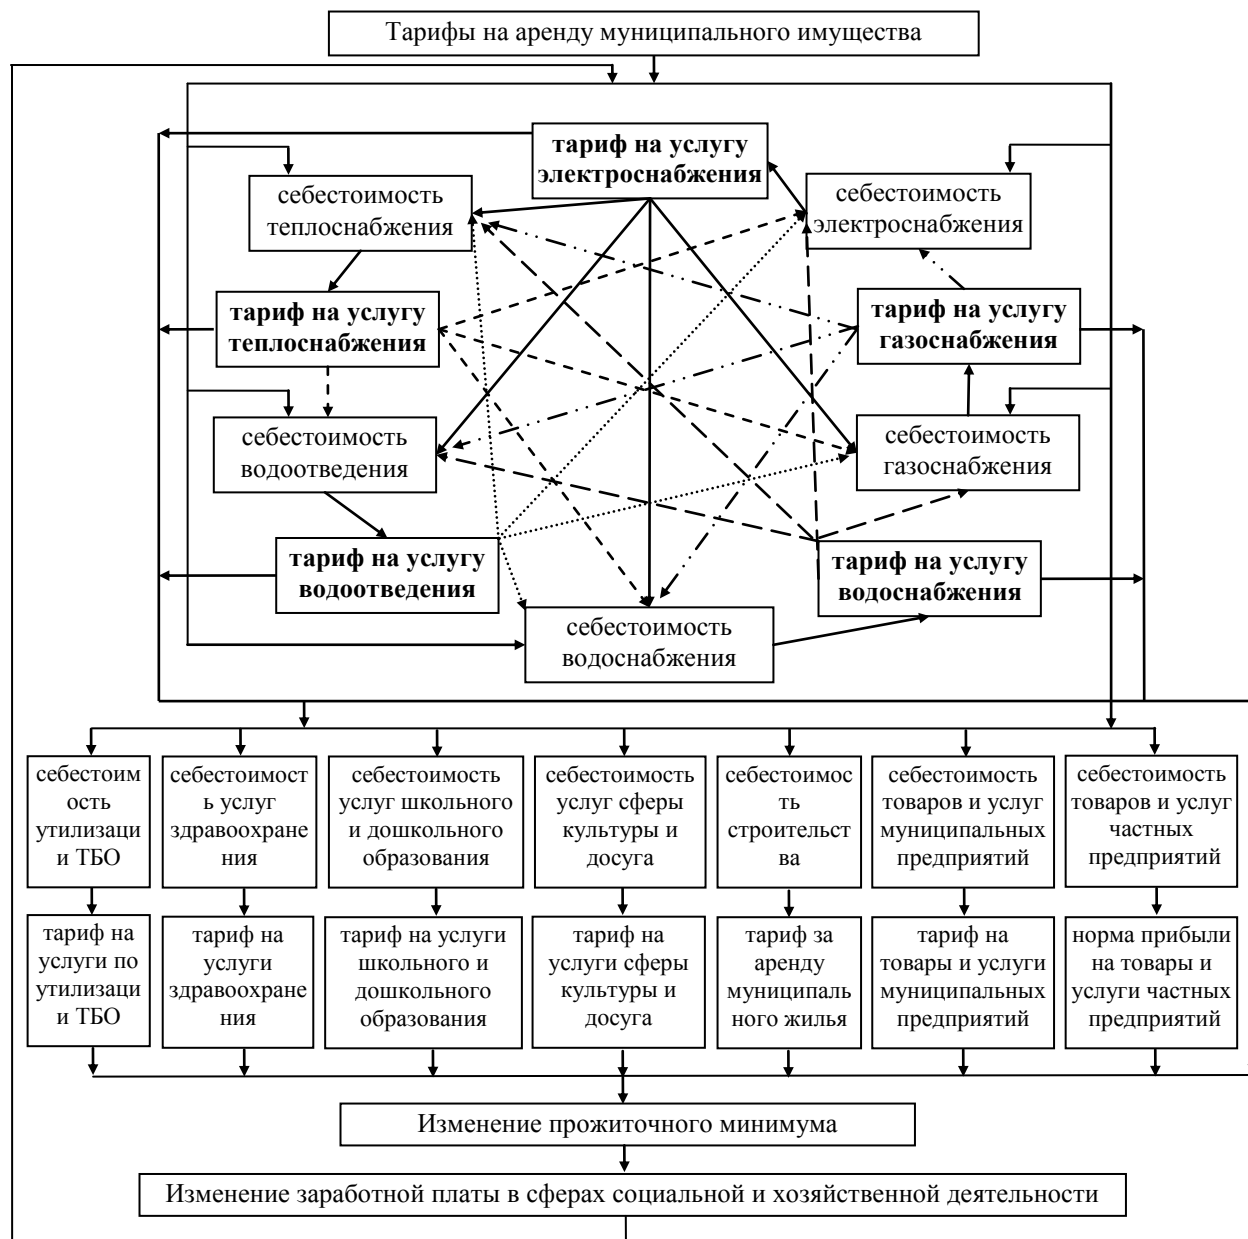 Тарифы на аренду муниципального имущества
тариф на услугу
электроснабжения
себестоимость
теплоснабжения
себестоимость
электроснабжения
тариф на услугу
теплоснабжения
тариф на услугу
газоснабжения
себестоимость
водоотведения
себестоимость
газоснабжения
тариф на услугу
водоотведения
тариф на услугу
водоснабжения
себестоимость
водоснабжения
себестоим
ость
утилизаци
и ТБО
себестоимост
ь услуг
здравоохране
ния
себестоимость
услуг школьного
и дошкольного
образования
себестоимость
услуг сферы
культуры и
досуга
себестоимос
ть
строительст
ва
себестоимость
товаров и услуг
муниципальных
предприятий
себестоимость
товаров и услуг
частных
предприятий
тариф на
услуги по
утилизаци
и ТБО
тариф на
услуги
здравоохране
ния
тариф на услуги
школьного и
дошкольного
образования
тариф на
услуги сферы
культуры и
досуга
тариф за
аренду
муниципаль
ного жилья
тариф на
товары и услуги
муниципальных
предприятий
норма прибыли
на товары и
услуги частных
предприятий
Изменение прожиточного минимума
Изменение заработной платы в сферах социальной и хозяйственной деятельности